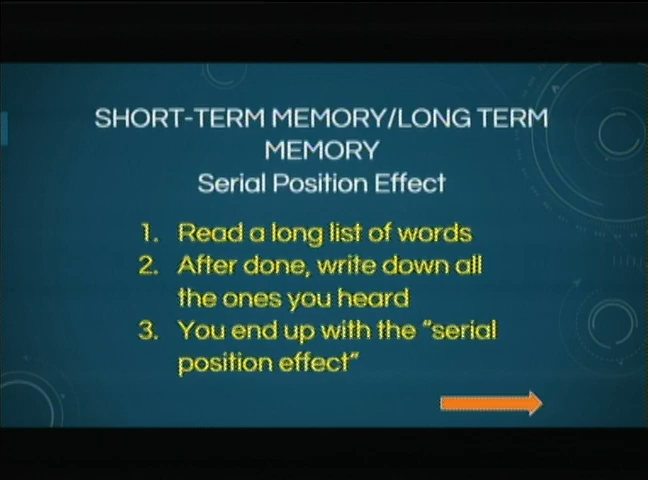 SHORT-TERM MEMORY/LONG TERM
MEMORY
Serial Position Effect
1. Read a long list of words
2. After done, write down all
the ones you heard
3. You end up with the “serial
position effect”